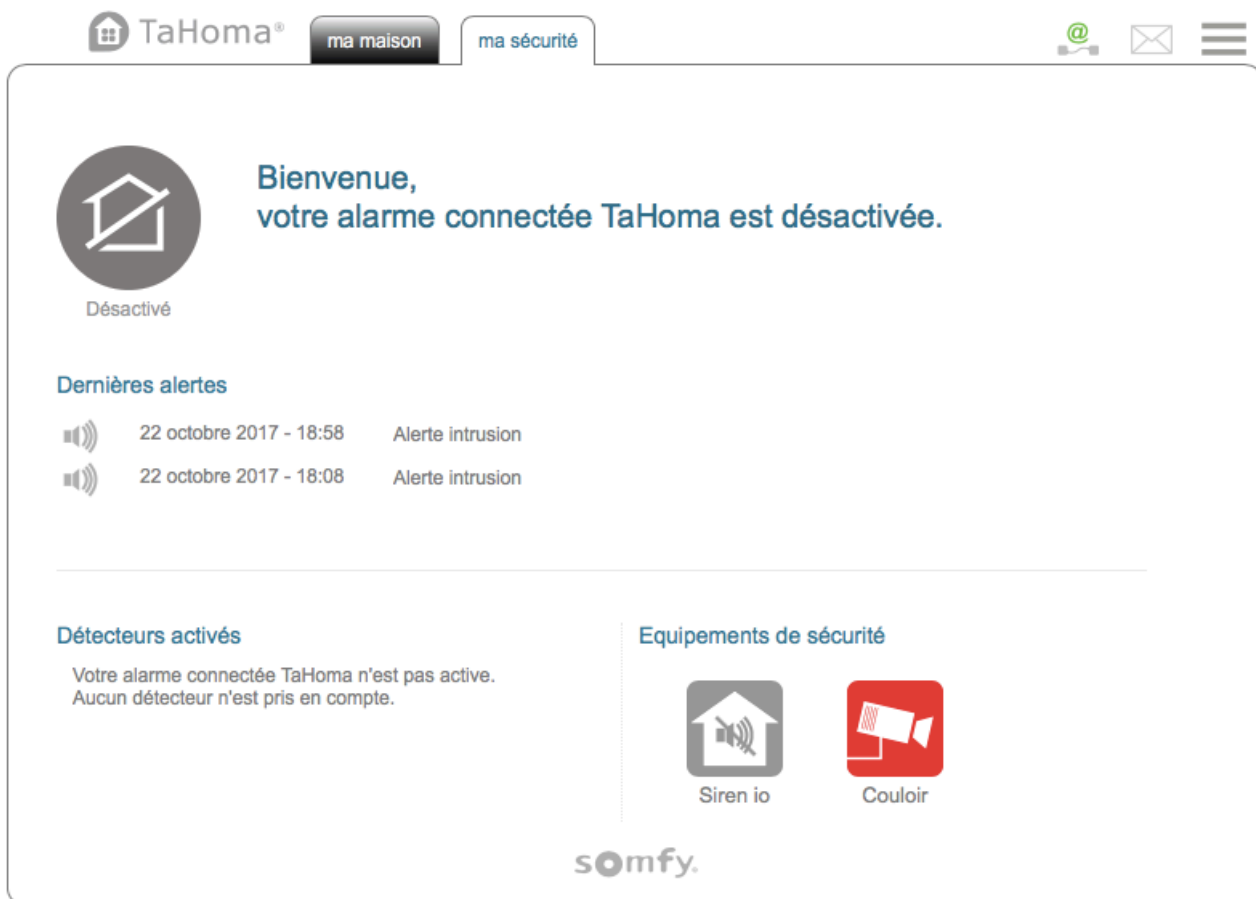 TaHoma®
ma maison
ma sécurité
@
Bienvenue,
votre alarme connectée TaHoma est désactivée.
Désactivé
Dernières alertes
22 octobre 2017 - 18:58 Alerte intrusion
22 octobre 2017 - 18:08 Alerte intrusion
Détecteurs activés
Votre alarme connectée TaHoma n'est pas active.
Aucun détecteur n'est pris en compte.
Equipements de sécurité
Siren io
Couloir
somfy.